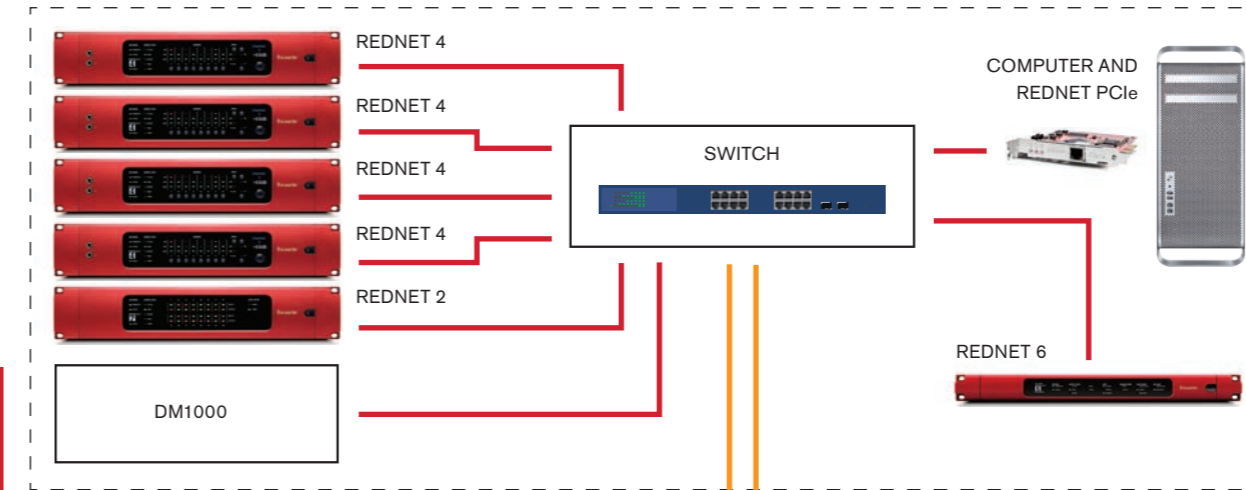 REDNET 4
REDNET 4
REDNET 4
REDNET 4
REDNET 2
DM1000
SWITCH
COMPUTER AND
REDNET PCIe
REDNET 6